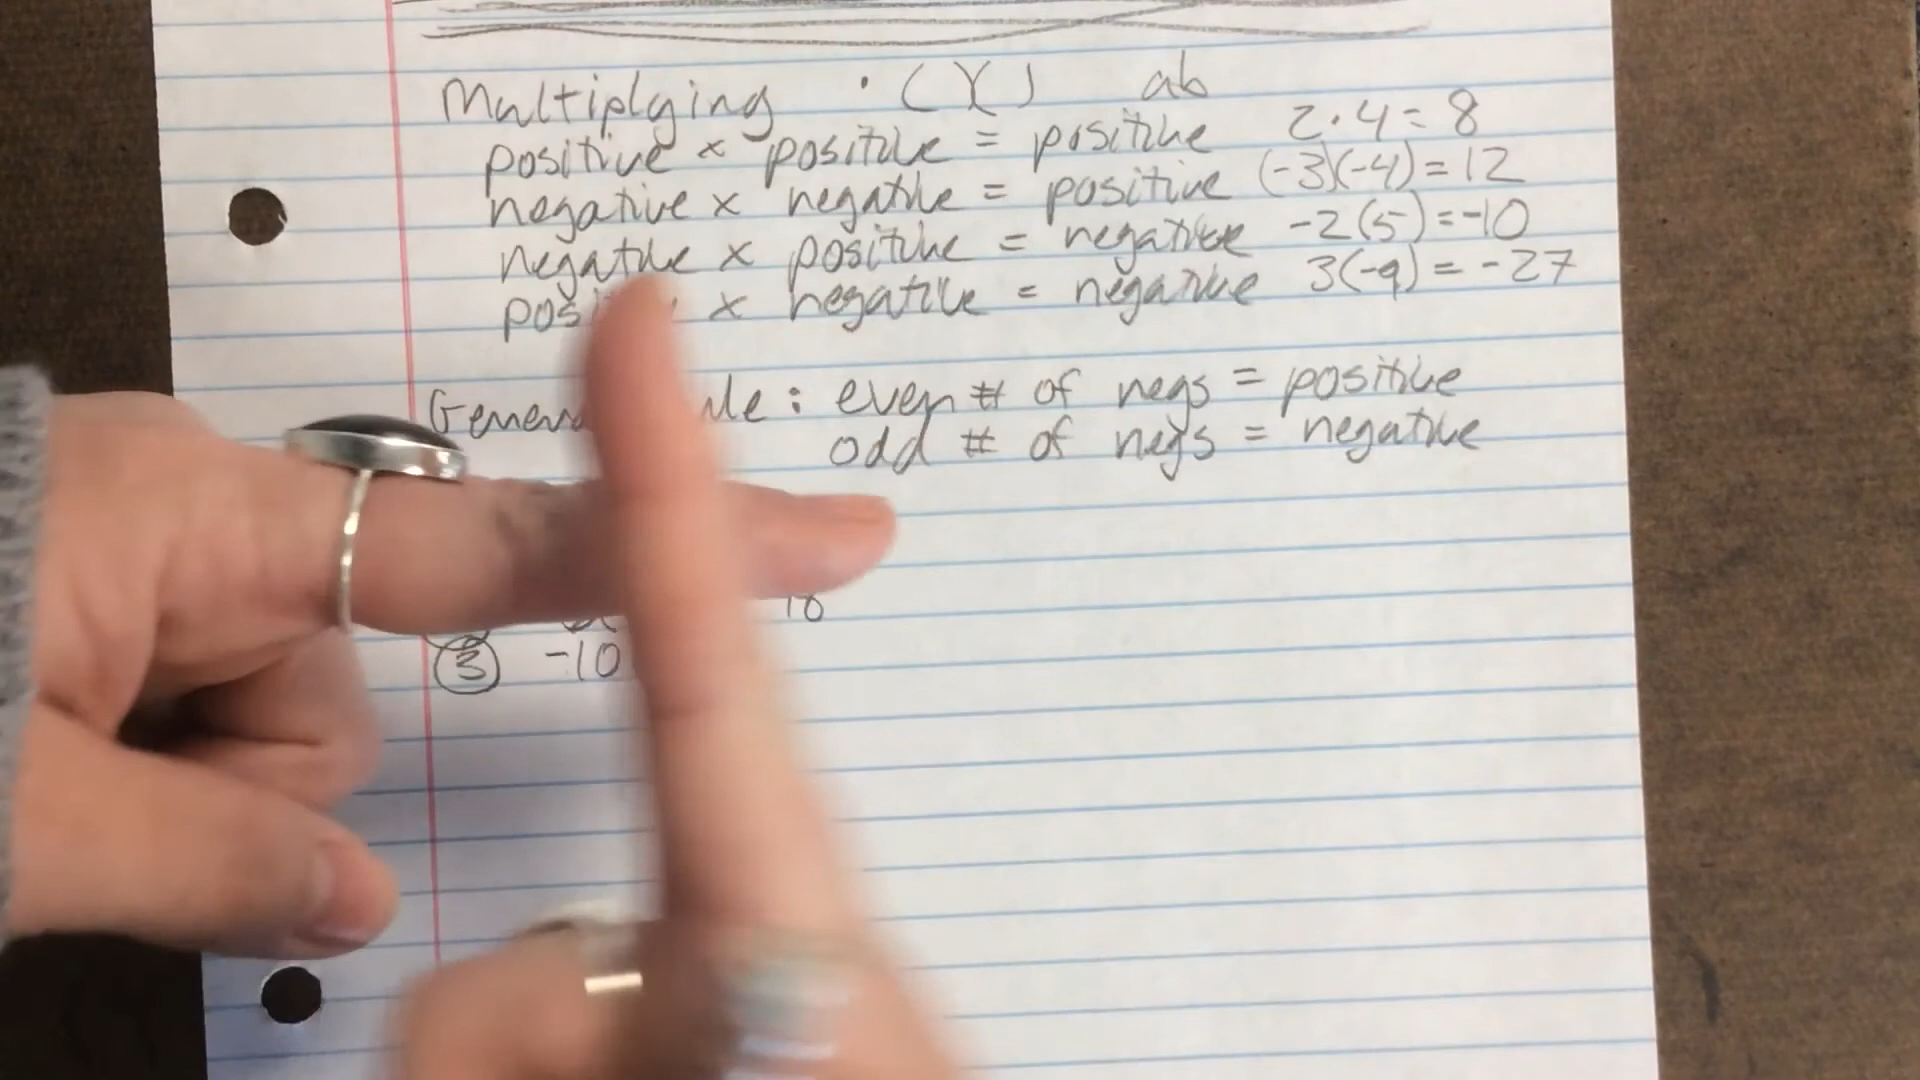 Multiplying · ( )( ) ab
positive × positive = positive 2·4=8
negative × negative = positive (-3)(-4)=12
negative × positive = negative -2(5)=-10
× negative = negative 3(-9)=-27
: even # of negs = positive
odd # of negs = negative
③ -10